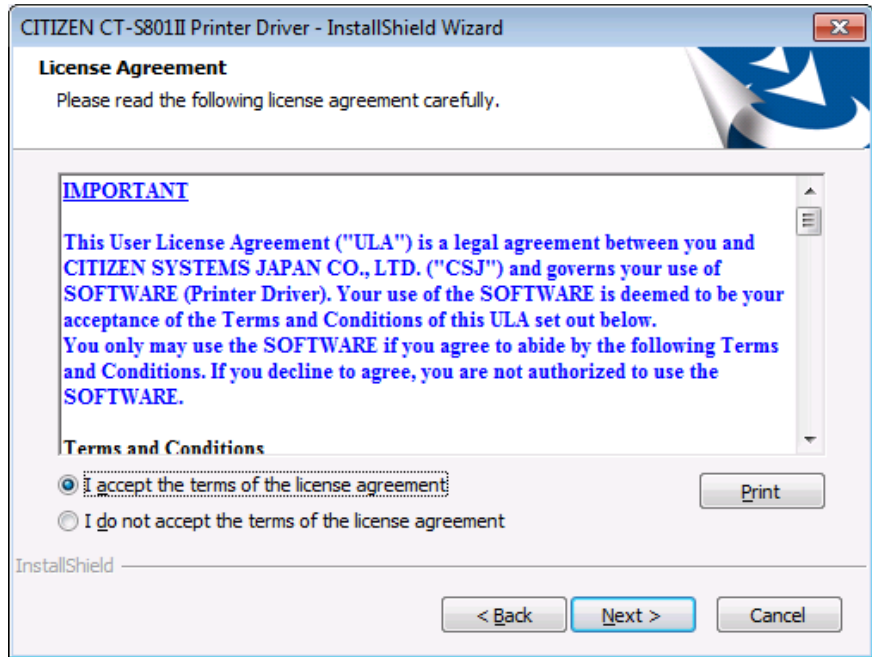 CITIZEN CT-S801II Printer Driver - InstallShield Wizard
License Agreement
Please read the following license agreement carefully.
IMPORTANT
This User License Agreement ("ULA") is a legal agreement between you and
CITIZEN SYSTEMS JAPAN CO., LTD. ("CSJ") and governs your use of
SOFTWARE (Printer Driver). Your use of the SOFTWARE is deemed to be your
acceptance of the Terms and Conditions of this ULA set out below.
You only may use the SOFTWARE if you agree to abide by the following Terms
and Conditions. If you decline to agree, you are not authorized to use the
SOFTWARE.
Terms and Conditions
I accept the terms of the license agreement
Print
I do not accept the terms of the license agreement
InstallShield
< Back Next > Cancel